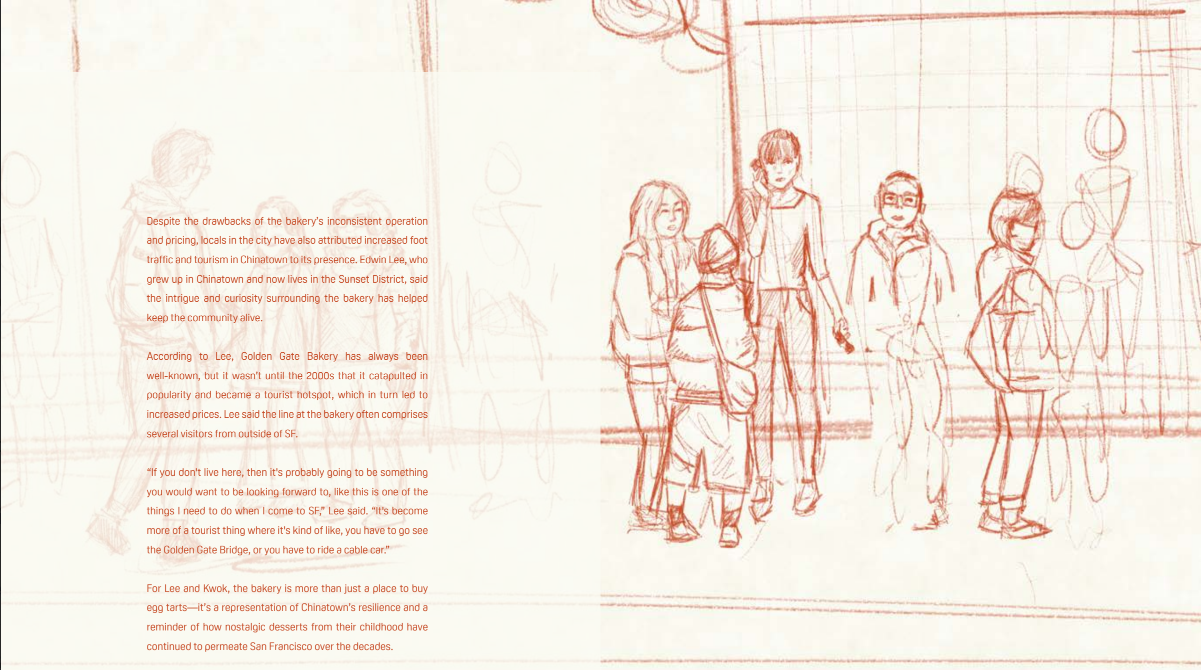 Despite the drawbacks of the bakery's inconsistent operation
and pricing, locals in the city have also attributed increased foot
traffic and tourism in Chinatown to its presence. Edwin Lee, who
grew up in Chinatown and now lives in the Sunset District, said
the intrigue and curiosity surrounding the bakery has helped
keep the community alive.
According to Lee, Golden Gate Bakery has always been
well-known, but it wasn't until the 2000s that it catapulted in
popularity and became a tourist hotspot, which in turn led to
increased prices. Lee said the line at the bakery often comprises
several visitors from outside of SF.
“If you don't live here, then it's probably going to be something
you would want to be looking forward to, like this is one of the
things I need to do when I come to SF,” Lee said. “It's become
more of a tourist thing where it's kind of like, you have to go see
the Golden Gate Bridge, or you have to ride a cable car.”
For Lee and Kwok, the bakery is more than just a place to buy
egg tarts—it's a representation of Chinatown's resilience and a
reminder of how nostalgic desserts from their childhood have
continued to permeate San Francisco over the decades.